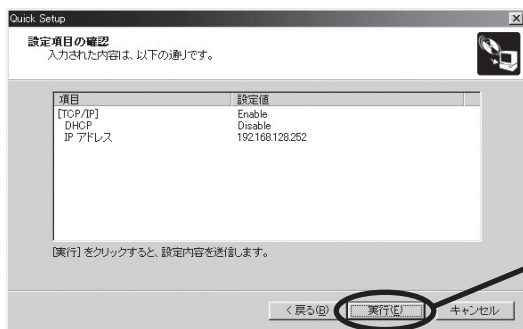 Quick Setup
設定項目の確認
入力された内容は、以下の通りです。
項目 設定値
[TCP/IP] Enable
DHCP Disable
IP アドレス 192.168.128.252
[実行] をクリックすると、設定内容を送信します。
< 戻る(B) 実行(E) キャンセル